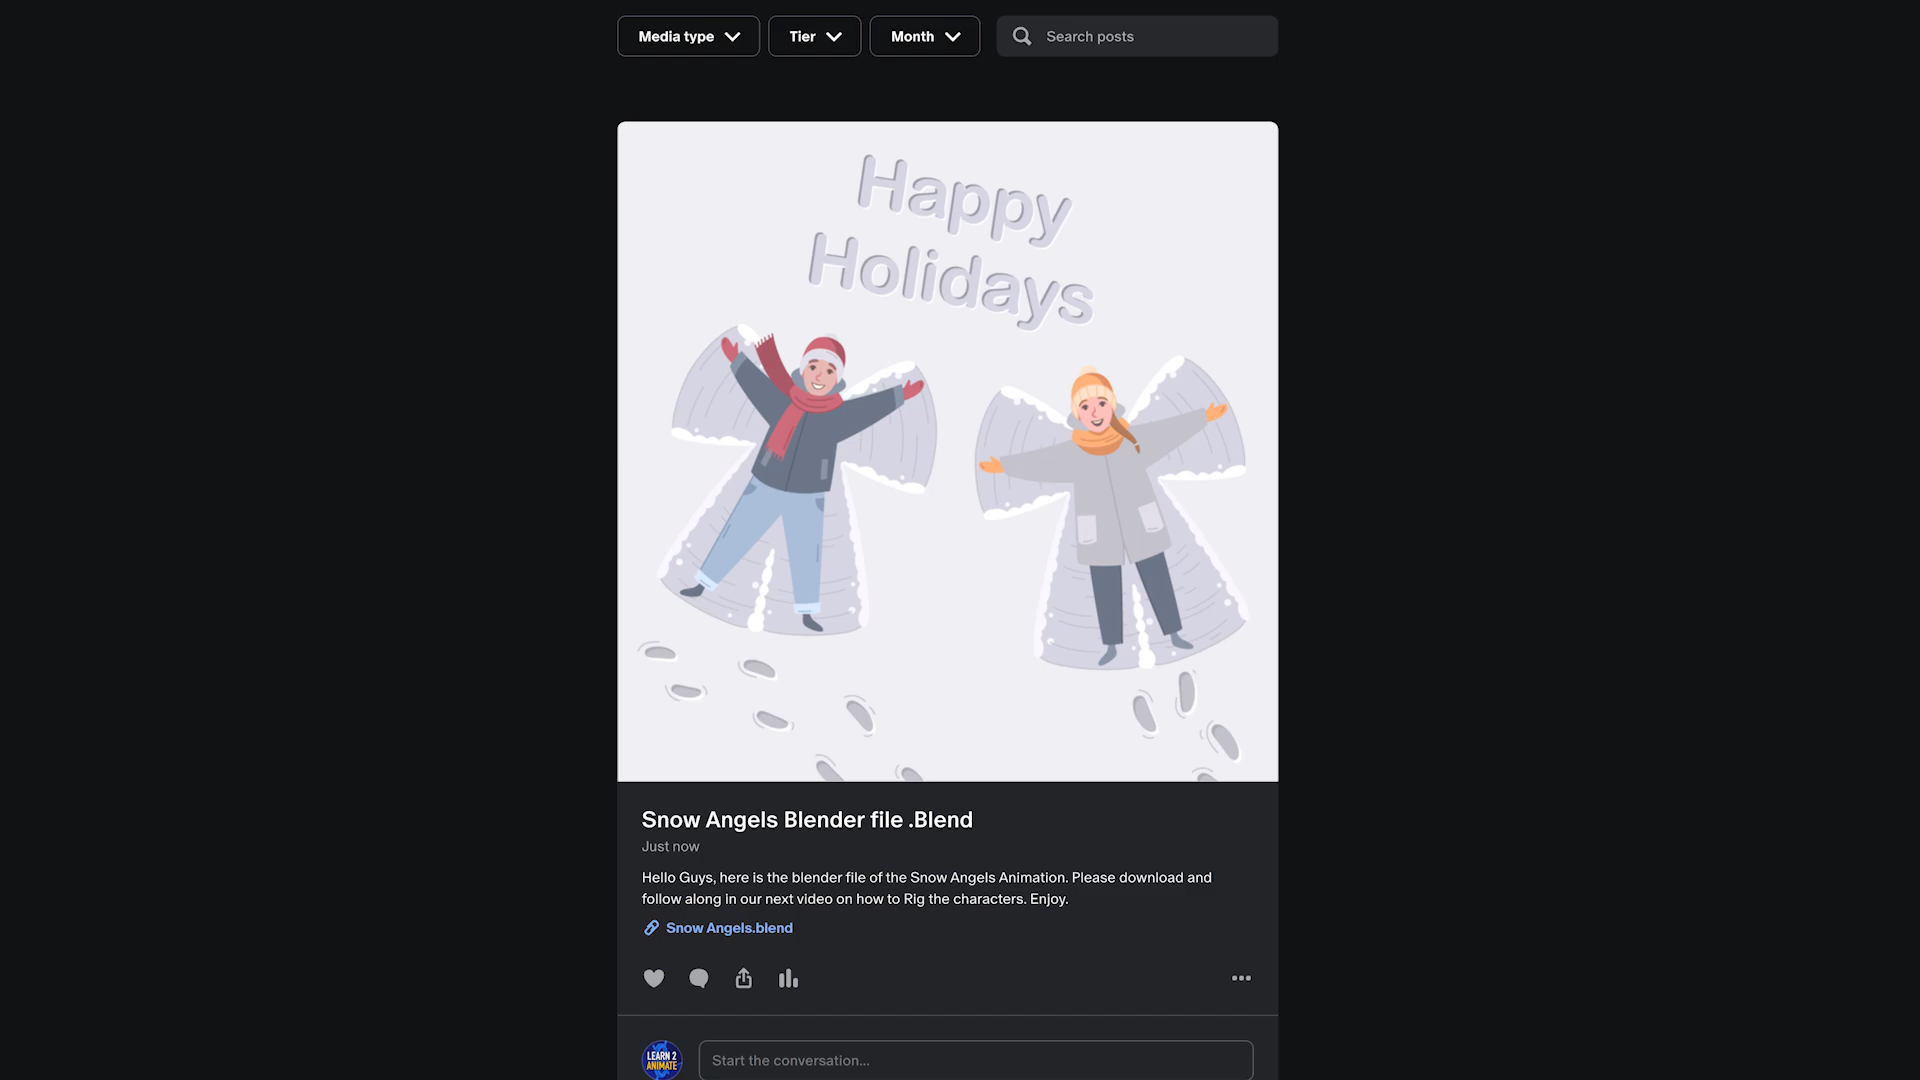 Media type
Tier
Month
Search posts
Happy
Holidays
Snow Angels Blender file .Blend
Just now
Hello Guys, here is the blender file of the Snow Angels Animation. Please download and
follow along in our next video on how to Rig the characters. Enjoy.
Snow Angels.blend
LEARN 2
ANIMATE
Start the conversation...